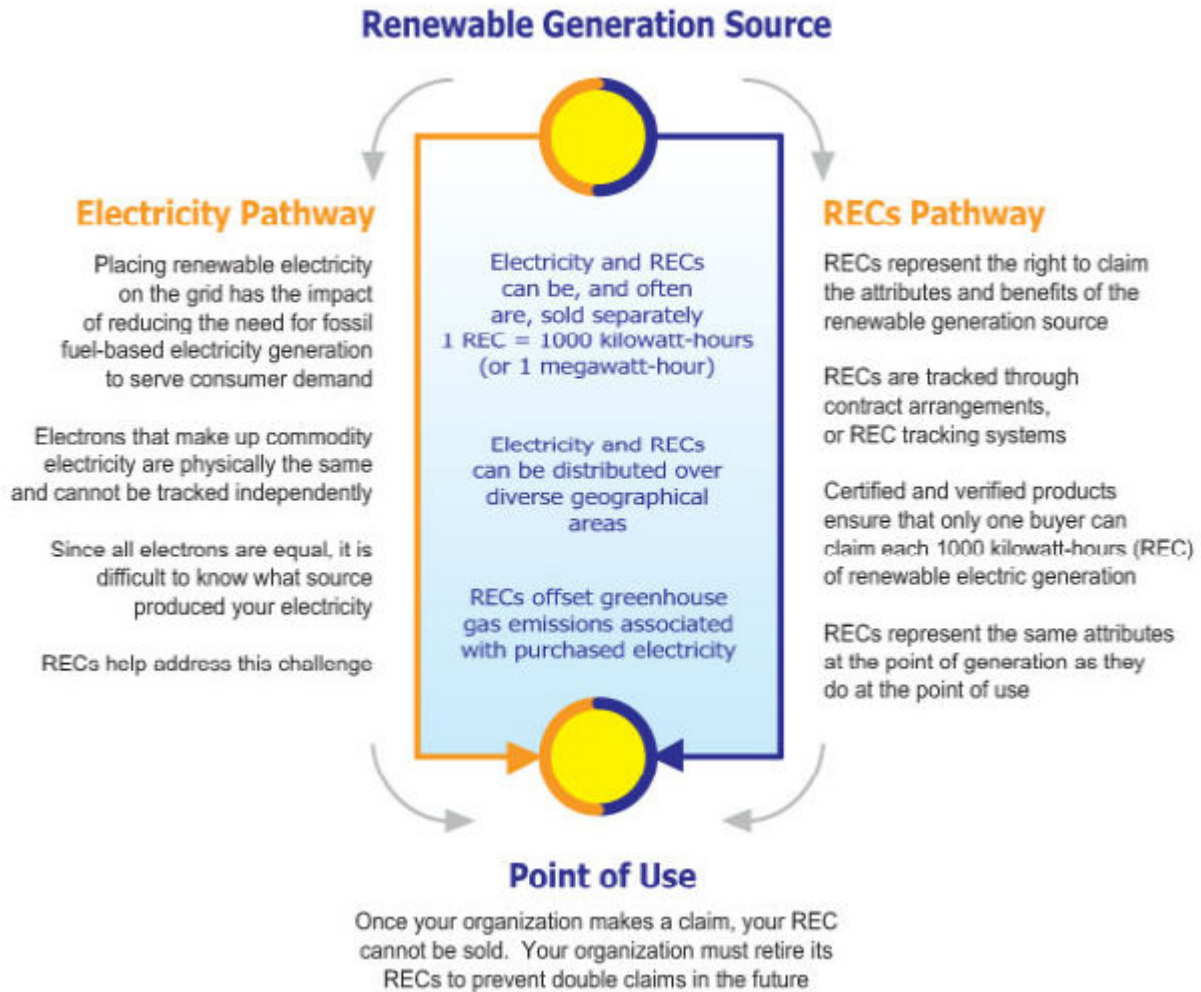 Renewable Generation Source
Electricity Pathway
Placing renewable electricity
on the grid has the impact
of reducing the need for fossil
fuel-based electricity generation
to serve consumer demand
Electrons that make up commodity
electricity are physically the same
and cannot be tracked independently
Since all electrons are equal, it is
difficult to know what source
produced your electricity
RECs help address this challenge
Electricity and RECs
can be, and often
are, sold separately
1 REC = 1000 kilowatt-hours
(or 1 megawatt-hour)
Electricity and RECs
can be distributed over
diverse geographical
areas
RECs offset greenhouse
gas emissions associated
with purchased electricity
RECs Pathway
RECs represent the right to claim
the attributes and benefits of the
renewable generation source
RECs are tracked through
contract arrangements,
or REC tracking systems
Certified and verified products
ensure that only one buyer can
claim each 1000 kilowatt-hours (REC)
of renewable electric generation
RECs represent the same attributes
at the point of generation as they
do at the point of use
Point of Use
Once your organization makes a claim, your REC
cannot be sold. Your organization must retire its
RECs to prevent double claims in the future